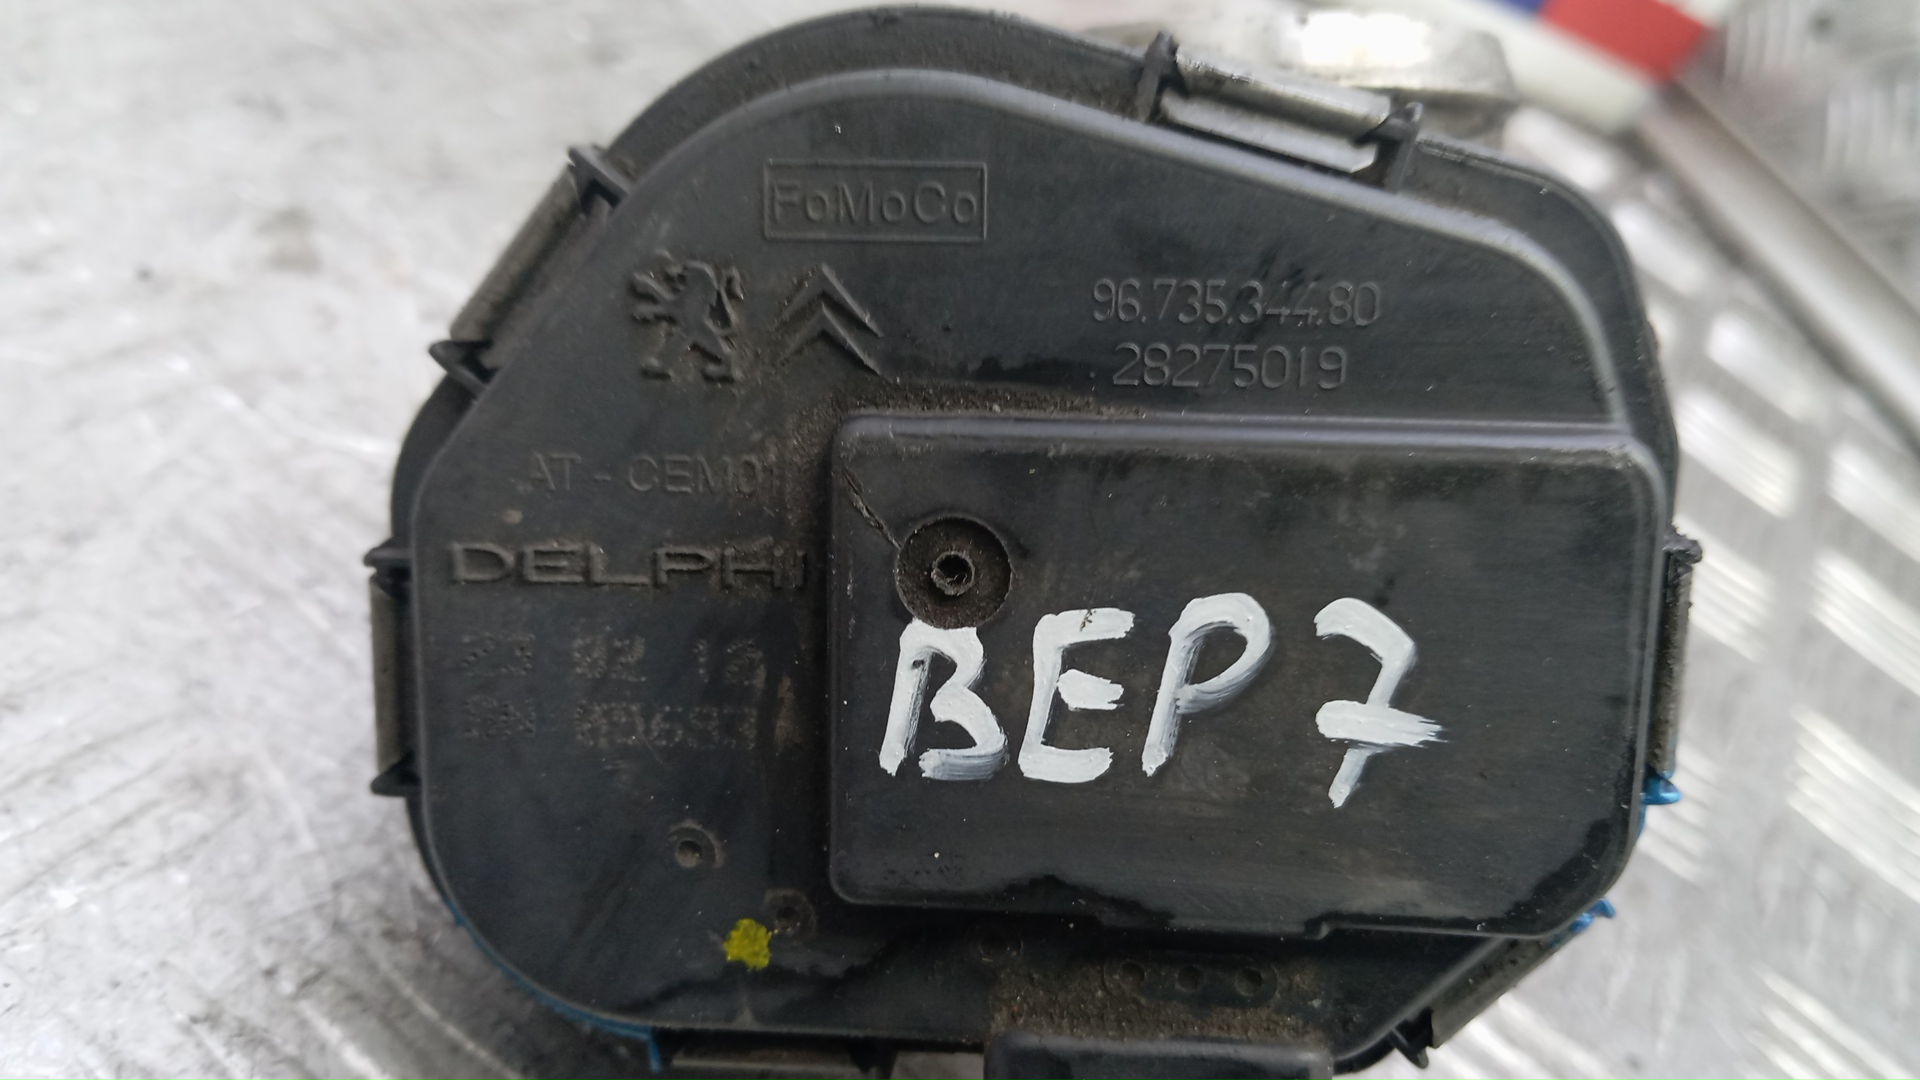 FoMoCo
96.735.344.80
28275019
AT - CEM01
DELPHI
BEP7